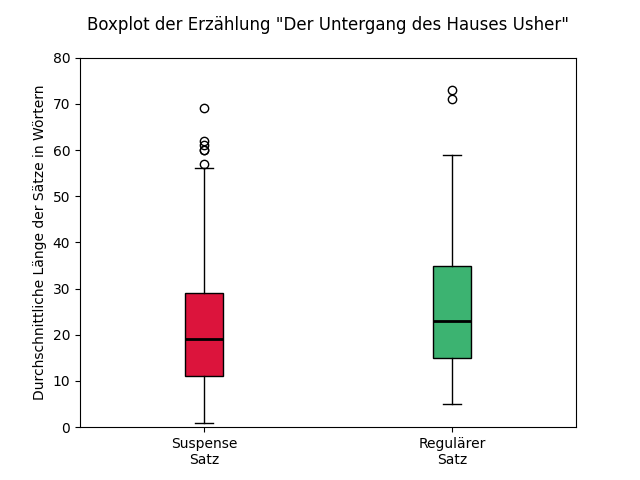 Boxplot der Erzählung "Der Untergang des Hauses Usher"
Durchschnittliche Länge der Sätze in Wörtern
80
70
60
50
40
30
20
10
0
Suspense
Satz
Regulärer
Satz